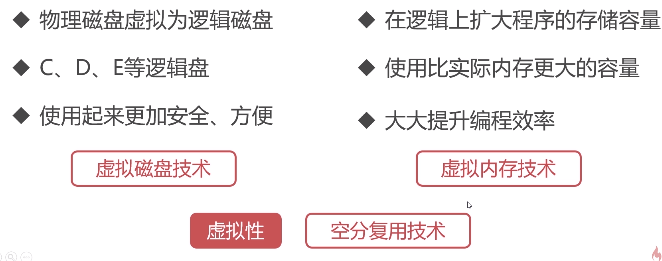 ◆ 物理磁盘虚拟为逻辑磁盘
◆ C、D、E等逻辑盘
◆ 使用起来更加安全、方便
虚拟磁盘技术
◆ 在逻辑上扩大程序的存储容量
◆ 使用比实际内存更大的容量
◆ 大大提升编程效率
虚拟内存技术
虚拟性
空分复用技术